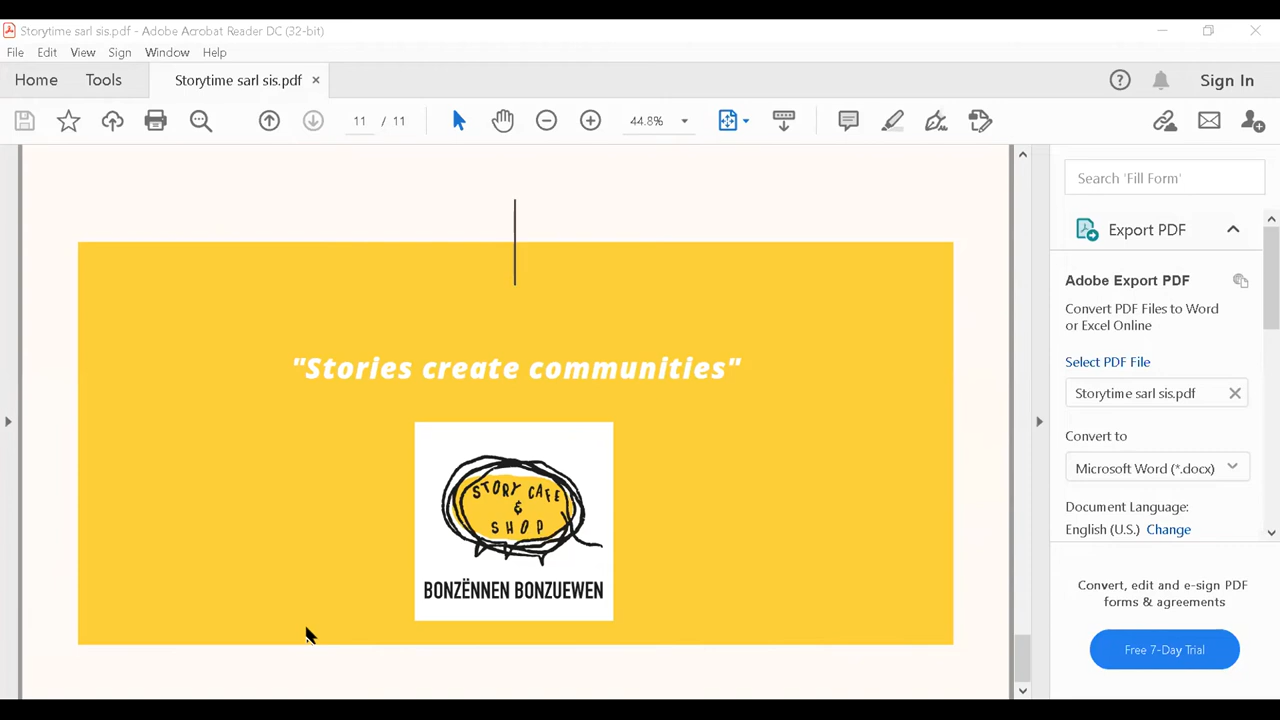 Storytime sarl sis.pdf - Adobe Acrobat Reader DC (32-bit)
File Edit View Sign Window Help
Home Tools Storytime sarl sis.pdf × Sign In
11 / 11 44.8%
Search 'Fill Form'
Export PDF
Adobe Export PDF
Convert PDF Files to Word
or Excel Online
Select PDF File
Storytime sarl sis.pdf
Convert to
Microsoft Word (*.docx)
Document Language:
English (U.S.) Change
Convert, edit and e-sign PDF
forms & agreements
Free 7-Day Trial
"Stories create communities"
STORY CAFE
&
SHOP
BONZËNNEN BONZUEWEN